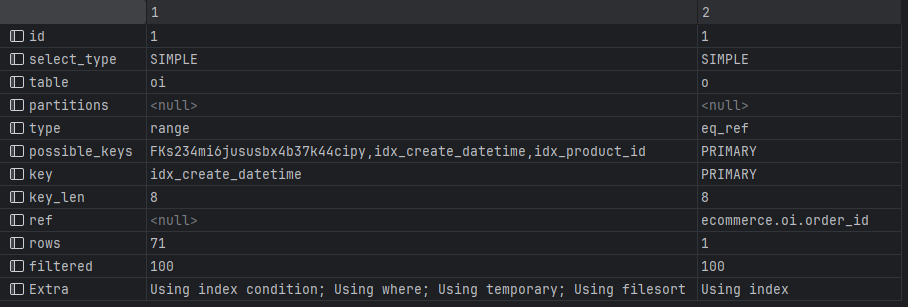 1 2
id 1 1
select_type SIMPLE SIMPLE
table oi o
partitions <null> <null>
type range eq_ref
possible_keys FKs234mi6jususbx4b37k44cipy,idx_create_datetime,idx_product_id PRIMARY
key idx_create_datetime PRIMARY
key_len 8 8
ref <null> ecommerce.oi.order_id
rows 71 1
filtered 100 100
Extra Using index condition; Using where; Using temporary; Using filesort Using index